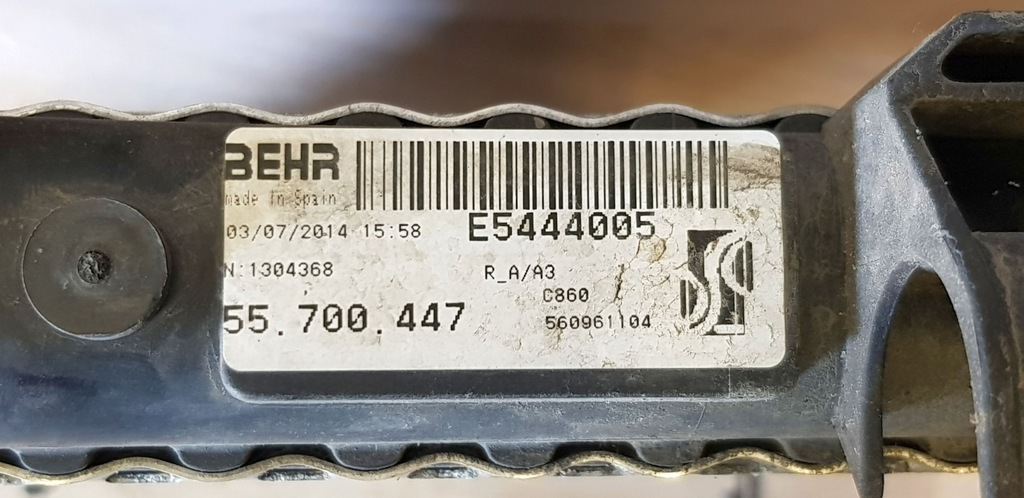 BEHR
made In Spain
03/07/2014 15:58 E5444005
N:1304368 R_A/A3
C860
55.700.447 560961104